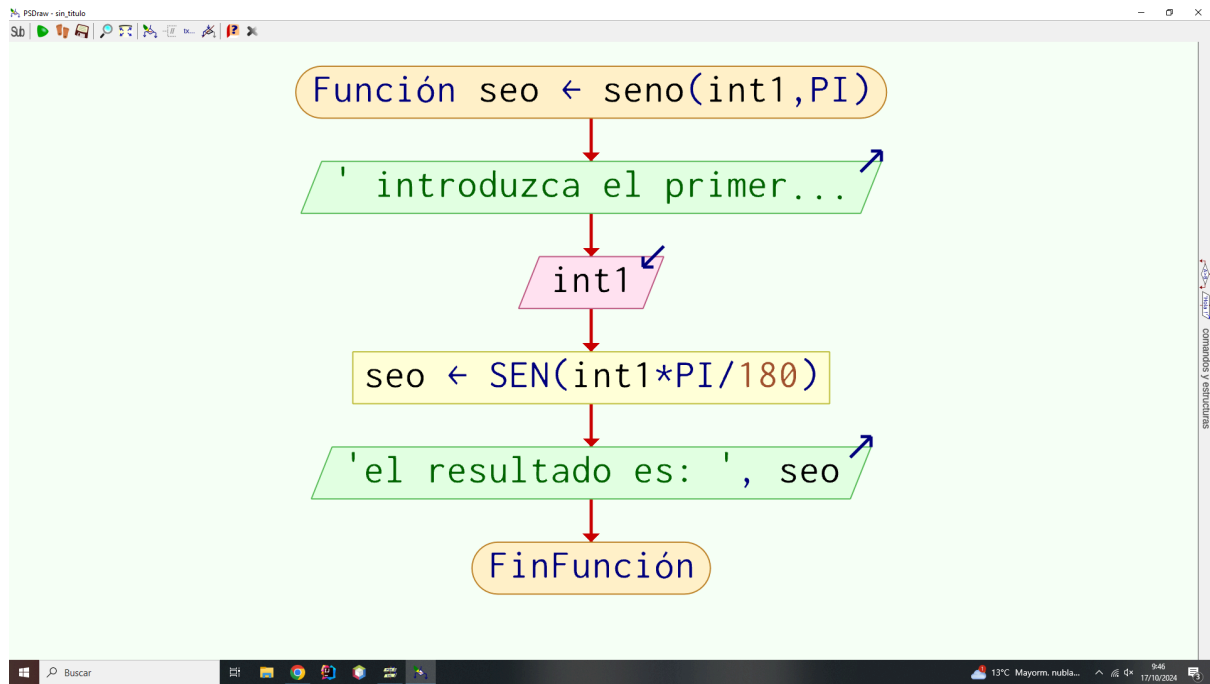 PSDraw - sin_titulo
Sub
Función seo ← seno(int1,PI)
' introduzca el primer...
int1
seo ← SEN(int1*PI/180)
'el resultado es: ', seo
FinFunción
comandos y estructuras
Buscar
13°C Mayorm. nubla...
9:46
17/10/2024